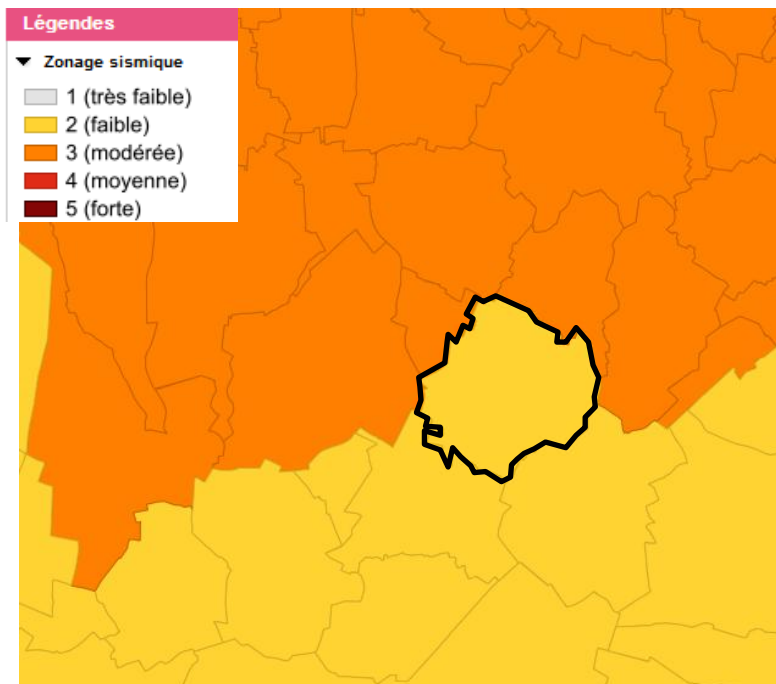 Légendes
Zonage sismique
1 (très faible)
2 (faible)
3 (modérée)
4 (moyenne)
5 (forte)